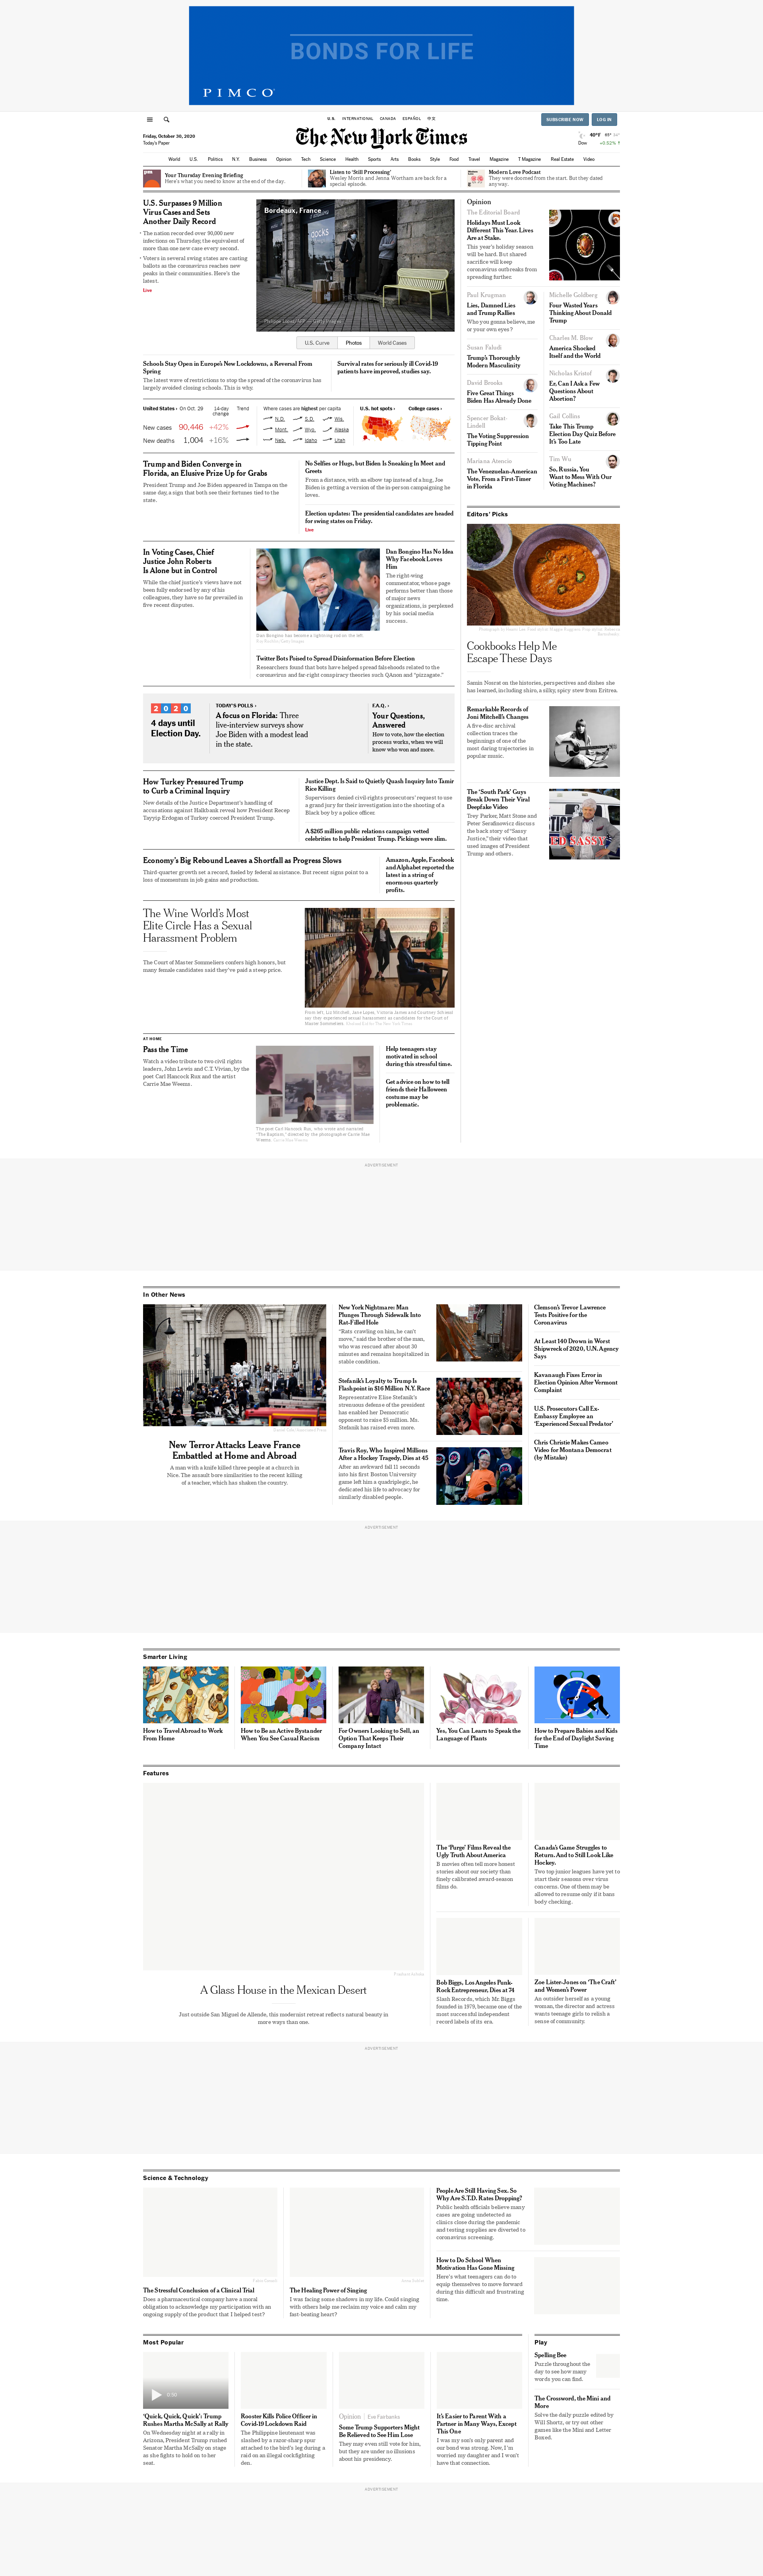 BONDS FOR LIFE
PIMCO
U.S. INTERNATIONAL CANADA ESPAÑOL 中文
SUBSCRIBE NOW LOG IN
Friday, October 30, 2020
Today's Paper
The New York Times
Dow +0.52% ↑
World U.S. Politics N.Y. Business Opinion Tech Science Health Sports Arts Books Style Food Travel Magazine T Magazine Real Estate Video
Your Thursday Evening Briefing
Here's what you need to know at the end of the day.
Listen to 'Still Processing'
Wesley Morris and Jenna Wortham are back for a
special episode.
Modern Love Podcast
They were doomed from the start. But they dated
anyway.
U.S. Surpasses 9 Million
Virus Cases and Sets
Another Daily Record
• The nation recorded over 90,000 new
infections on Thursday, the equivalent of
more than one new case every second.
• Voters in several swing states are casting
ballots as the coronavirus reaches new
peaks in their communities. Here's the
latest.
Live
Bordeaux, France
U.S. Curve Photos World Cases
Schools Stay Open in Europe's New Lockdowns, a Reversal From
Spring
The latest wave of restrictions to stop the spread of the coronavirus has
largely avoided closing schools. This is why.
Survival rates for seriously ill Covid-19
patients have improved, studies say.
United States › On Oct. 29 14-day
change Trend
New cases 90,446 +42%
New deaths 1,004 +16%
Where cases are highest per capita
N.D. S.D. Wis.
Mont. Wyo. Alaska
Neb. Idaho Utah
U.S. hot spots ›
College cases ›
Trump and Biden Converge in
Florida, an Elusive Prize Up for Grabs
President Trump and Joe Biden appeared in Tampa on the
same day, a sign that both see their fortunes tied to the
state.
No Selfies or Hugs, but Biden Is Sneaking In Meet and
Greets
From a distance, with an elbow tap instead of a hug, Joe
Biden is getting a version of the in-person campaigning he
loves.
Election updates: The presidential candidates are headed
for swing states on Friday.
Live
In Voting Cases, Chief
Justice John Roberts
Is Alone but in Control
While the chief justice's views have not
been fully endorsed by any of his
colleagues, they have so far prevailed in
five recent disputes.
Dan Bongino has become a lightning rod on the left.
Dan Bongino Has No Idea
Why Facebook Loves
Him
The right-wing
commentator, whose page
performs better than those
of major news
organizations, is perplexed
by his social media
success.
Twitter Bots Poised to Spread Disinformation Before Election
Researchers found that bots have helped spread falsehoods related to the
coronavirus and far-right conspiracy theories such QAnon and "pizzagate."
2020
4 days until
Election Day.
TODAY'S POLLS ›
A focus on Florida: Three
live-interview surveys show
Joe Biden with a modest lead
in the state.
F.A.Q. ›
Your Questions,
Answered
How to vote, how the election
process works, when we will
know who won and more.
How Turkey Pressured Trump
to Curb a Criminal Inquiry
New details of the Justice Department's handling of
accusations against Halkbank reveal how President Recep
Tayyip Erdogan of Turkey coerced President Trump.
Justice Dept. Is Said to Quietly Quash Inquiry Into Tamir
Rice Killing
Supervisors denied civil rights prosecutors' request to use
a grand jury for their investigation into the shooting of a
Black boy by a police officer.
A $265 million public relations campaign vetted
celebrities to help President Trump. Pickings were slim.
Economy's Big Rebound Leaves a Shortfall as Progress Slows
Third-quarter growth set a record, fueled by federal assistance. But recent signs point to a
loss of momentum in job gains and production.
Amazon, Apple, Facebook
and Alphabet reported the
latest in a string of
enormous quarterly
profits.
The Wine World's Most
Elite Circle Has a Sexual
Harassment Problem
The Court of Master Sommeliers confers high honors, but
many female candidates said they've paid a steep price.
From left, Liz Mitchell, Jane Lopes, Victoria James and Courtney Schiessl
say they experienced sexual harassment as candidates for the Court of
Master Sommeliers.
AT HOME
Pass the Time
Watch a video tribute to two civil rights
leaders, John Lewis and C.T. Vivian, by the
poet Carl Hancock Rux and the artist
Carrie Mae Weems.
The poet Carl Hancock Rux, who wrote and narrated
"The Baptism," directed by the photographer Carrie Mae
Weems.
Help teenagers stay
motivated in school
during this stressful time.
Get advice on how to tell
friends their Halloween
costume may be
problematic.
Opinion
The Editorial Board
Holidays Must Look
Different This Year. Lives
Are at Stake.
This year's holiday season
will be hard. But shared
sacrifice will keep
coronavirus outbreaks from
spreading further.
Paul Krugman
Lies, Damned Lies
and Trump Rallies
Who you gonna believe, me
or your own eyes?
Susan Faludi
Trump's Thoroughly
Modern Masculinity
David Brooks
Five Great Things
Biden Has Already Done
Spencer Bokat-
Lindell
The Voting Suppression
Tipping Point
Mariana Atencio
The Venezuelan-American
Vote, From a First-Timer
in Florida
Michelle Goldberg
Four Wasted Years
Thinking About Donald
Trump
Charles M. Blow
America Shocked
Itself and the World
Nicholas Kristof
Er, Can I Ask a Few
Questions About
Abortion?
Gail Collins
Take This Trump
Election Day Quiz Before
It's Too Late
Tim Wu
So, Russia, You
Want to Mess With Our
Voting Machines?
Editors' Picks
Cookbooks Help Me
Escape These Days
Samin Nosrat on the histories, perspectives and dishes she
has learned, including shiro, a silky, spicy stew from Eritrea.
Remarkable Records of
Joni Mitchell's Changes
A five-disc archival
collection traces the
beginnings of one of the
most daring trajectories in
popular music.
The 'South Park' Guys
Break Down Their Viral
Deepfake Video
Trey Parker, Matt Stone and
Peter Serafinowicz discuss
the back story of "Sassy
Justice," their video that
used images of President
Trump and others.
ED SASSY
ADVERTISEMENT
In Other News
New Terror Attacks Leave France
Embattled at Home and Abroad
A man with a knife killed three people at a church in
Nice. The assault bore similarities to the recent killing
of a teacher, which has shaken the country.
New York Nightmare: Man
Plunges Through Sidewalk Into
Rat-Filled Hole
"Rats crawling on him, he can't
move," said the brother of the man,
who was rescued after about 30
minutes and remains hospitalized in
stable condition.
Stefanik's Loyalty to Trump Is
Flashpoint in $16 Million N.Y. Race
Representative Elise Stefanik's
strenuous defense of the president
has enabled her Democratic
opponent to raise $5 million. Ms.
Stefanik has raised even more.
Travis Roy, Who Inspired Millions
After a Hockey Tragedy, Dies at 45
After an awkward fall 11 seconds
into his first Boston University
game left him a quadriplegic, he
dedicated his life to advocacy for
similarly disabled people.
Clemson's Trevor Lawrence
Tests Positive for the
Coronavirus
At Least 140 Drown in Worst
Shipwreck of 2020, U.N. Agency
Says
Kavanaugh Fixes Error in
Election Opinion After Vermont
Complaint
U.S. Prosecutors Call Ex-
Embassy Employee an
'Experienced Sexual Predator'
Chris Christie Makes Cameo
Video for Montana Democrat
(by Mistake)
ADVERTISEMENT
Smarter Living
How to Travel Abroad to Work
From Home
How to Be an Active Bystander
When You See Casual Racism
For Owners Looking to Sell, an
Option That Keeps Their
Company Intact
Yes, You Can Learn to Speak the
Language of Plants
How to Prepare Babies and Kids
for the End of Daylight Saving
Time
Features
A Glass House in the Mexican Desert
Just outside San Miguel de Allende, this modernist retreat reflects natural beauty in
more ways than one.
The 'Purge' Films Reveal the
Ugly Truth About America
B movies often tell more honest
stories about our society than
finely calibrated award-season
films do.
Canada's Game Struggles to
Return. And to Still Look Like
Hockey.
Two top junior leagues have yet to
start their seasons over virus
concerns. One of them may be
allowed to resume only if it bans
body checking.
Bob Biggs, Los Angeles Punk-
Rock Entrepreneur, Dies at 74
Slash Records, which Mr. Biggs
founded in 1979, became one of the
most successful independent
record labels of its era.
Zoe Lister-Jones on 'The Craft'
and Women's Power
An outsider herself as a young
woman, the director and actress
wants teenage girls to relish a
sense of community.
ADVERTISEMENT
Science & Technology
The Stressful Conclusion of a Clinical Trial
Does a pharmaceutical company have a moral
obligation to acknowledge my participation with an
ongoing supply of the product that I helped test?
The Healing Power of Singing
I was facing some shadows in my life. Could singing
with others help me reclaim my voice and calm my
fast-beating heart?
People Are Still Having Sex. So
Why Are S.T.D. Rates Dropping?
Public health officials believe many
cases are going undetected as
clinics close during the pandemic
and testing supplies are diverted to
coronavirus screening.
How to Do School When
Motivation Has Gone Missing
Here's what teenagers can do to
equip themselves to move forward
during this difficult and frustrating
time.
Most Popular
0:30
'Quick, Quick, Quick': Trump
Rushes Martha McSally at Rally
On Wednesday night at a rally in
Arizona, President Trump rushed
Senator Martha McSally on stage
as she fights to hold on to her
seat.
Rooster Kills Police Officer in
Covid-19 Lockdown Raid
The Philippine lieutenant was
slashed by a razor-sharp spur
attached to the bird's leg during a
raid on an illegal cockfighting
den.
Opinion | Eve Fairbanks
Some Trump Supporters Might
Be Relieved to See Him Lose
They may even still vote for him,
but they are under no illusions
about his presidency.
It's Easier to Parent With a
Partner in Many Ways, Except
This One
I was my son's only parent and
our bond was strong. Now, I'm
worried my daughter and I won't
have that connection.
Play
Spelling Bee
Puzzle throughout the
day to see how many
words you can find.
The Crossword, the Mini and
More
Solve the daily puzzle edited by
Will Shortz, or try out other
games like the Mini and Letter
Boxed.
ADVERTISEMENT